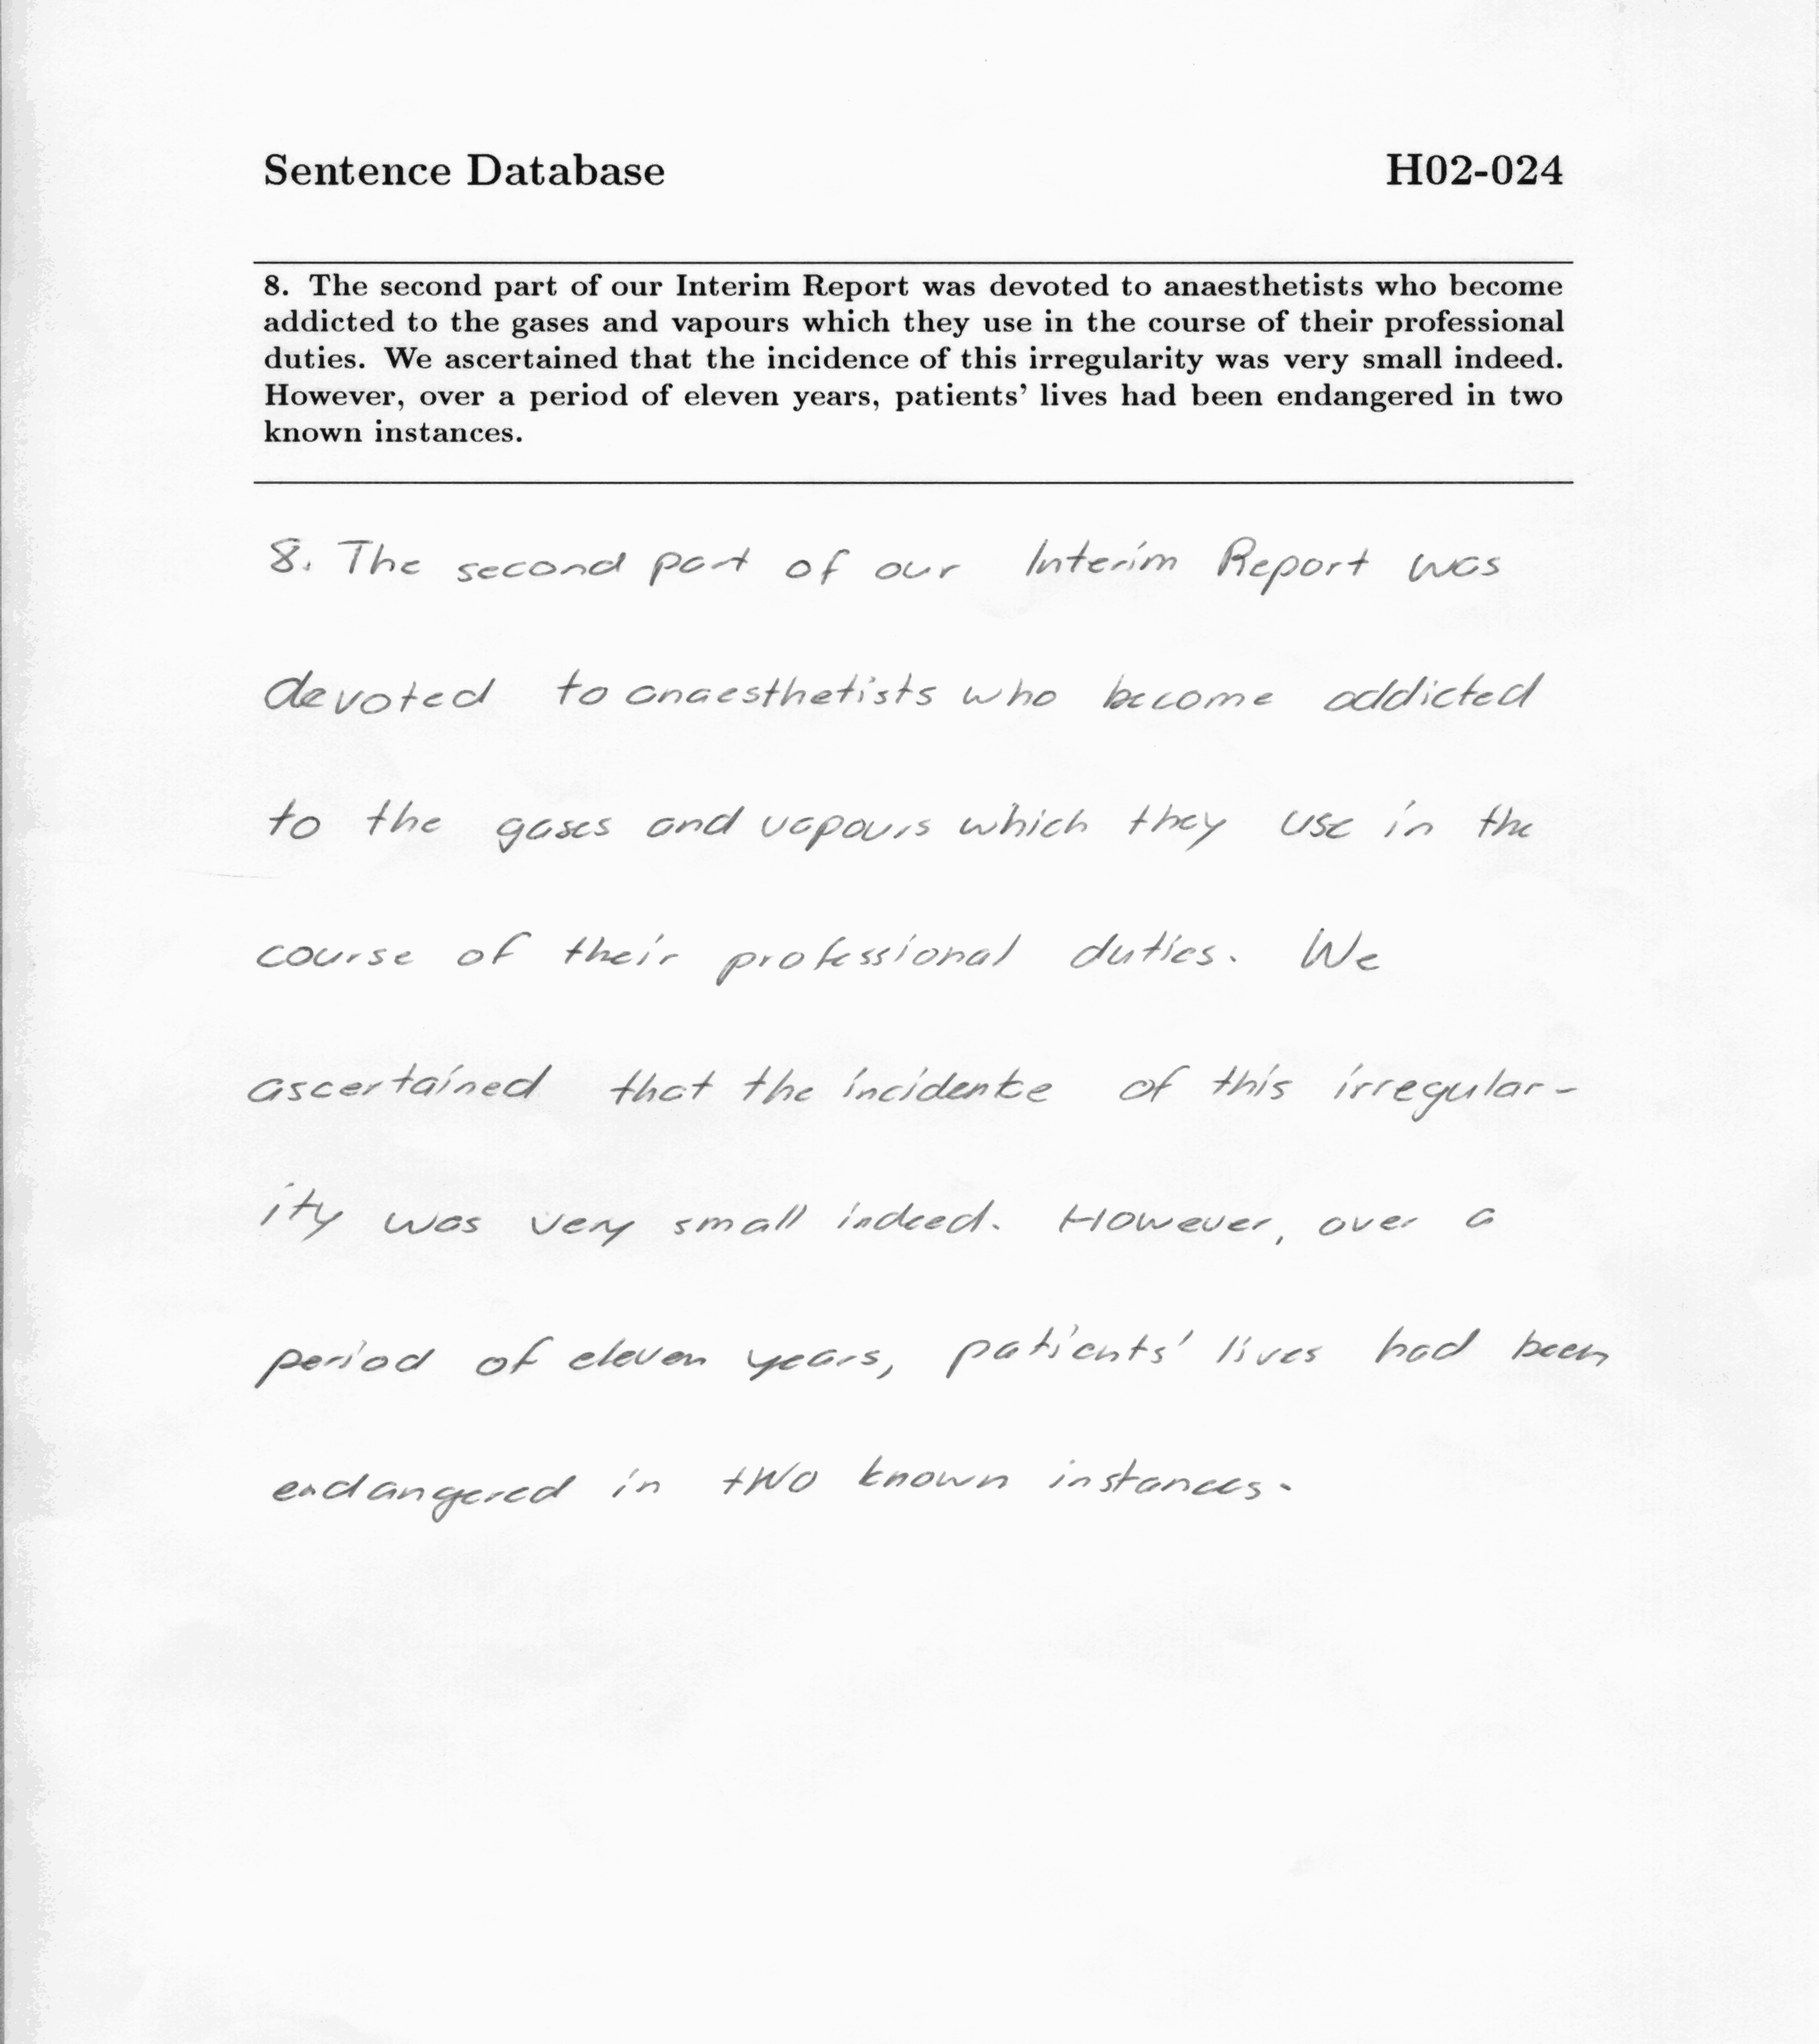 Sentence Database H02-024
8. The second part of our Interim Report was devoted to anaesthetists who become
addicted to the gases and vapours which they use in the course of their professional
duties. We ascertained that the incidence of this irregularity was very small indeed.
However, over a period of eleven years, patients' lives had been endangered in two
known instances.
8. The second part of our Interim Report was
devoted to anaesthetists who become addicted
to the gases and vapours which they use in the
course of their professional duties. We
ascertained that the incidence of this irregular-
ity was very small indeed. However, over a
period of eleven years, patients' lives had been
endangered in two known instances.